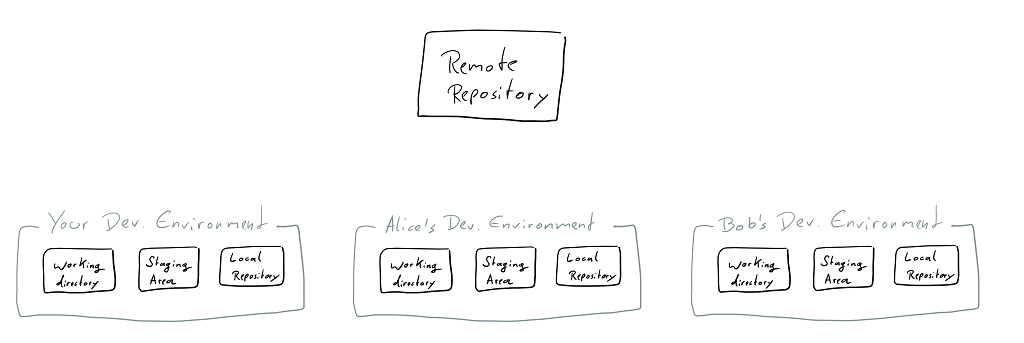 Remote
Repository
Your Dev. Environment
Working
directory
Staging
Area
Local
Repository
Alice's Dev. Environment
Working
directory
Staging
Area
Local
Repository
Bob's Dev. Environment
Working
directory
Staging
Area
Local
Repository